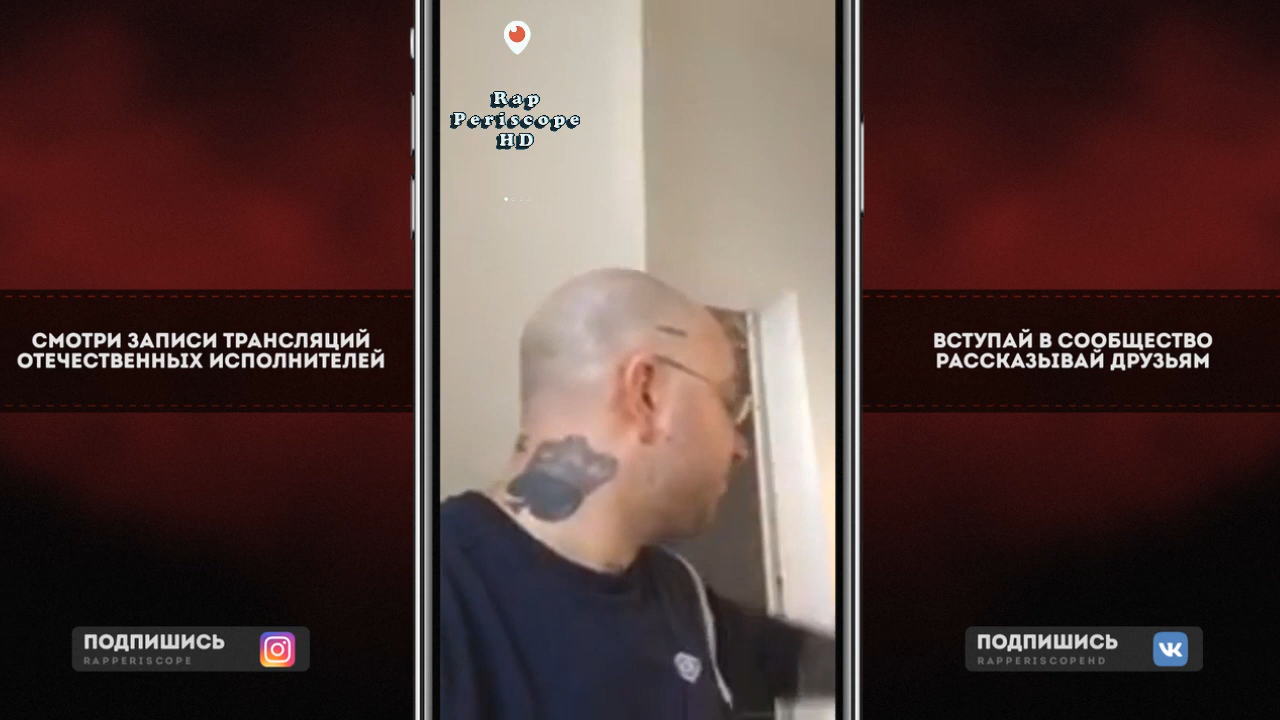 Rap
Periscope
HD
СМОТРИ ЗАПИСИ ТРАНСЛЯЦИЙ
ОТЕЧЕСТВЕННЫХ ИСПОЛНИТЕЛЕЙ
ВСТУПАЙ В СООБЩЕСТВО
РАССКАЗЫВАЙ ДРУЗЬЯМ
ПОДПИШИСЬ
RAPPERISCOPE
ПОДПИШИСЬ
RAPPERISCOPEHD